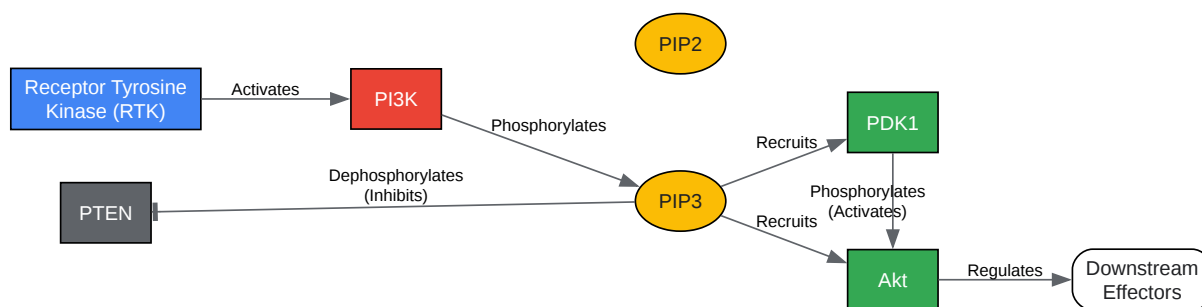 PIP2
Receptor Tyrosine
Kinase (RTK)
Activates
PI3K
Phosphorylates
PDK1
Recruits
Dephosphorylates
(Inhibits)
PTEN
PIP3
Phosphorylates
(Activates)
Recruits
Akt
Regulates
Downstream
Effectors